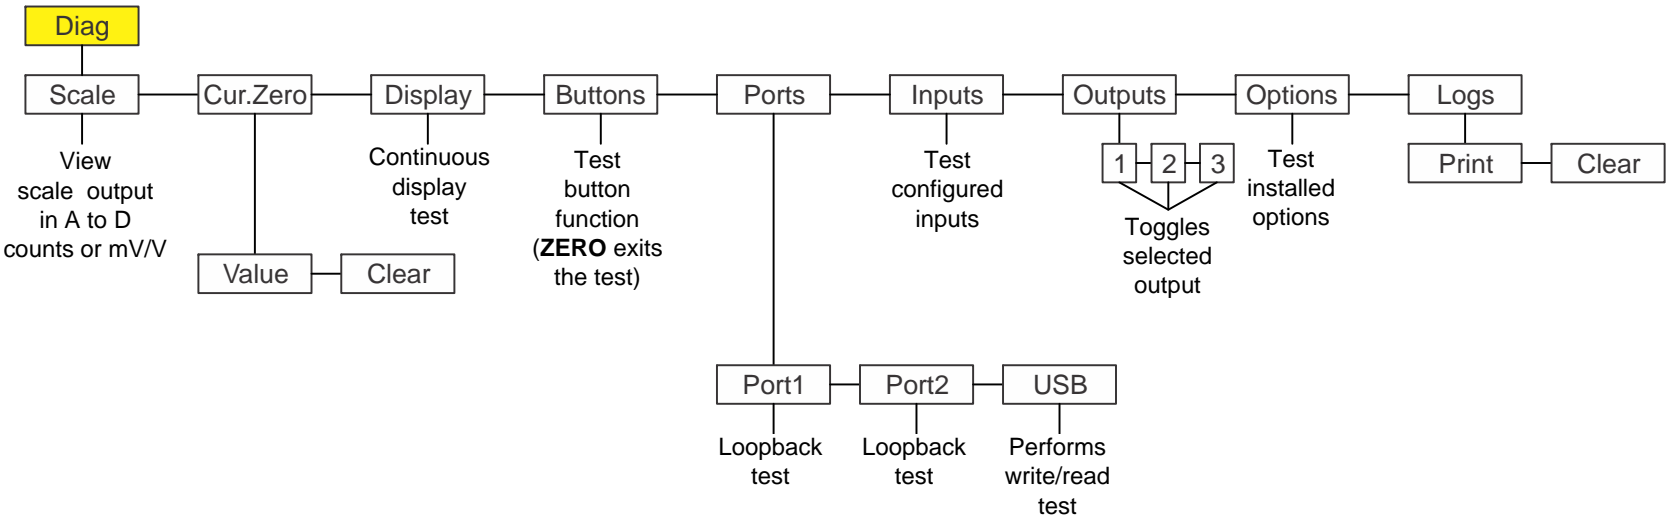 Diag
Scale
Cur.Zero
Display
Buttons
Ports
Inputs
Outputs
Options
Logs
View
scale output
in A to D
counts or mV/V
Value
Clear
Continuous
display
test
Test
button
function
(ZERO exits
the test)
Test
configured
inputs
1
2
3
Toggles
selected
output
Test
installed
options
Print
Clear
Port1
Port2
USB
Loopback
test
Loopback
test
Performs
write/read
test